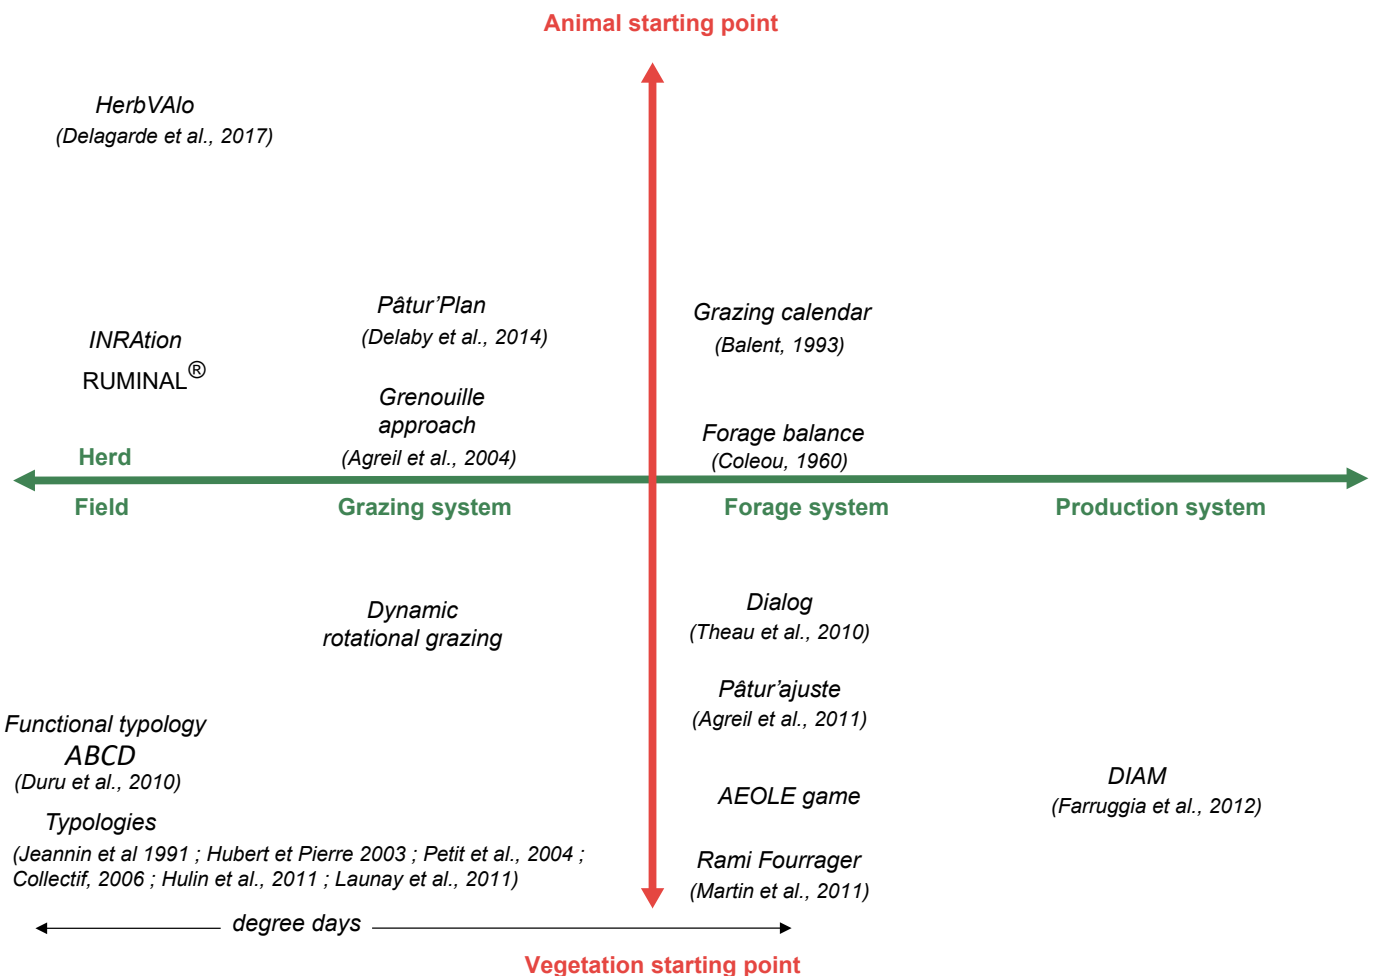 Animal starting point
HerbVAlo
(Delagarde et al., 2017)
Pâtur’Plan
(Delaby et al., 2014)
Grazing calendar
(Balent, 1993)
INRAtion
RUMINAL®
Grenouille
approach
(Agreil et al., 2004)
Forage balance
(Coleou, 1960)
Herd
Field
Grazing system
Forage system
Production system
Dynamic
rotational grazing
Dialog
(Theau et al., 2010)
Pâtur’ajuste
(Agreil et al., 2011)
Functional typology
ABCD
(Duru et al., 2010)
AEOLE game
DIAM
(Farruggia et al., 2012)
Typologies
(Jeannin et al 1991 ; Hubert et Pierre 2003 ; Petit et al., 2004 ;
Collectif, 2006 ; Hulin et al., 2011 ; Launay et al., 2011)
Rami Fourrager
(Martin et al., 2011)
degree days
Vegetation starting point